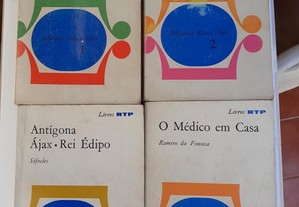 1
2
Livros RTP
Antígona
Ájax • Rei Édipo
Sófocles
Livros RTP
O Médico em Casa
Ramiro da Fonseca